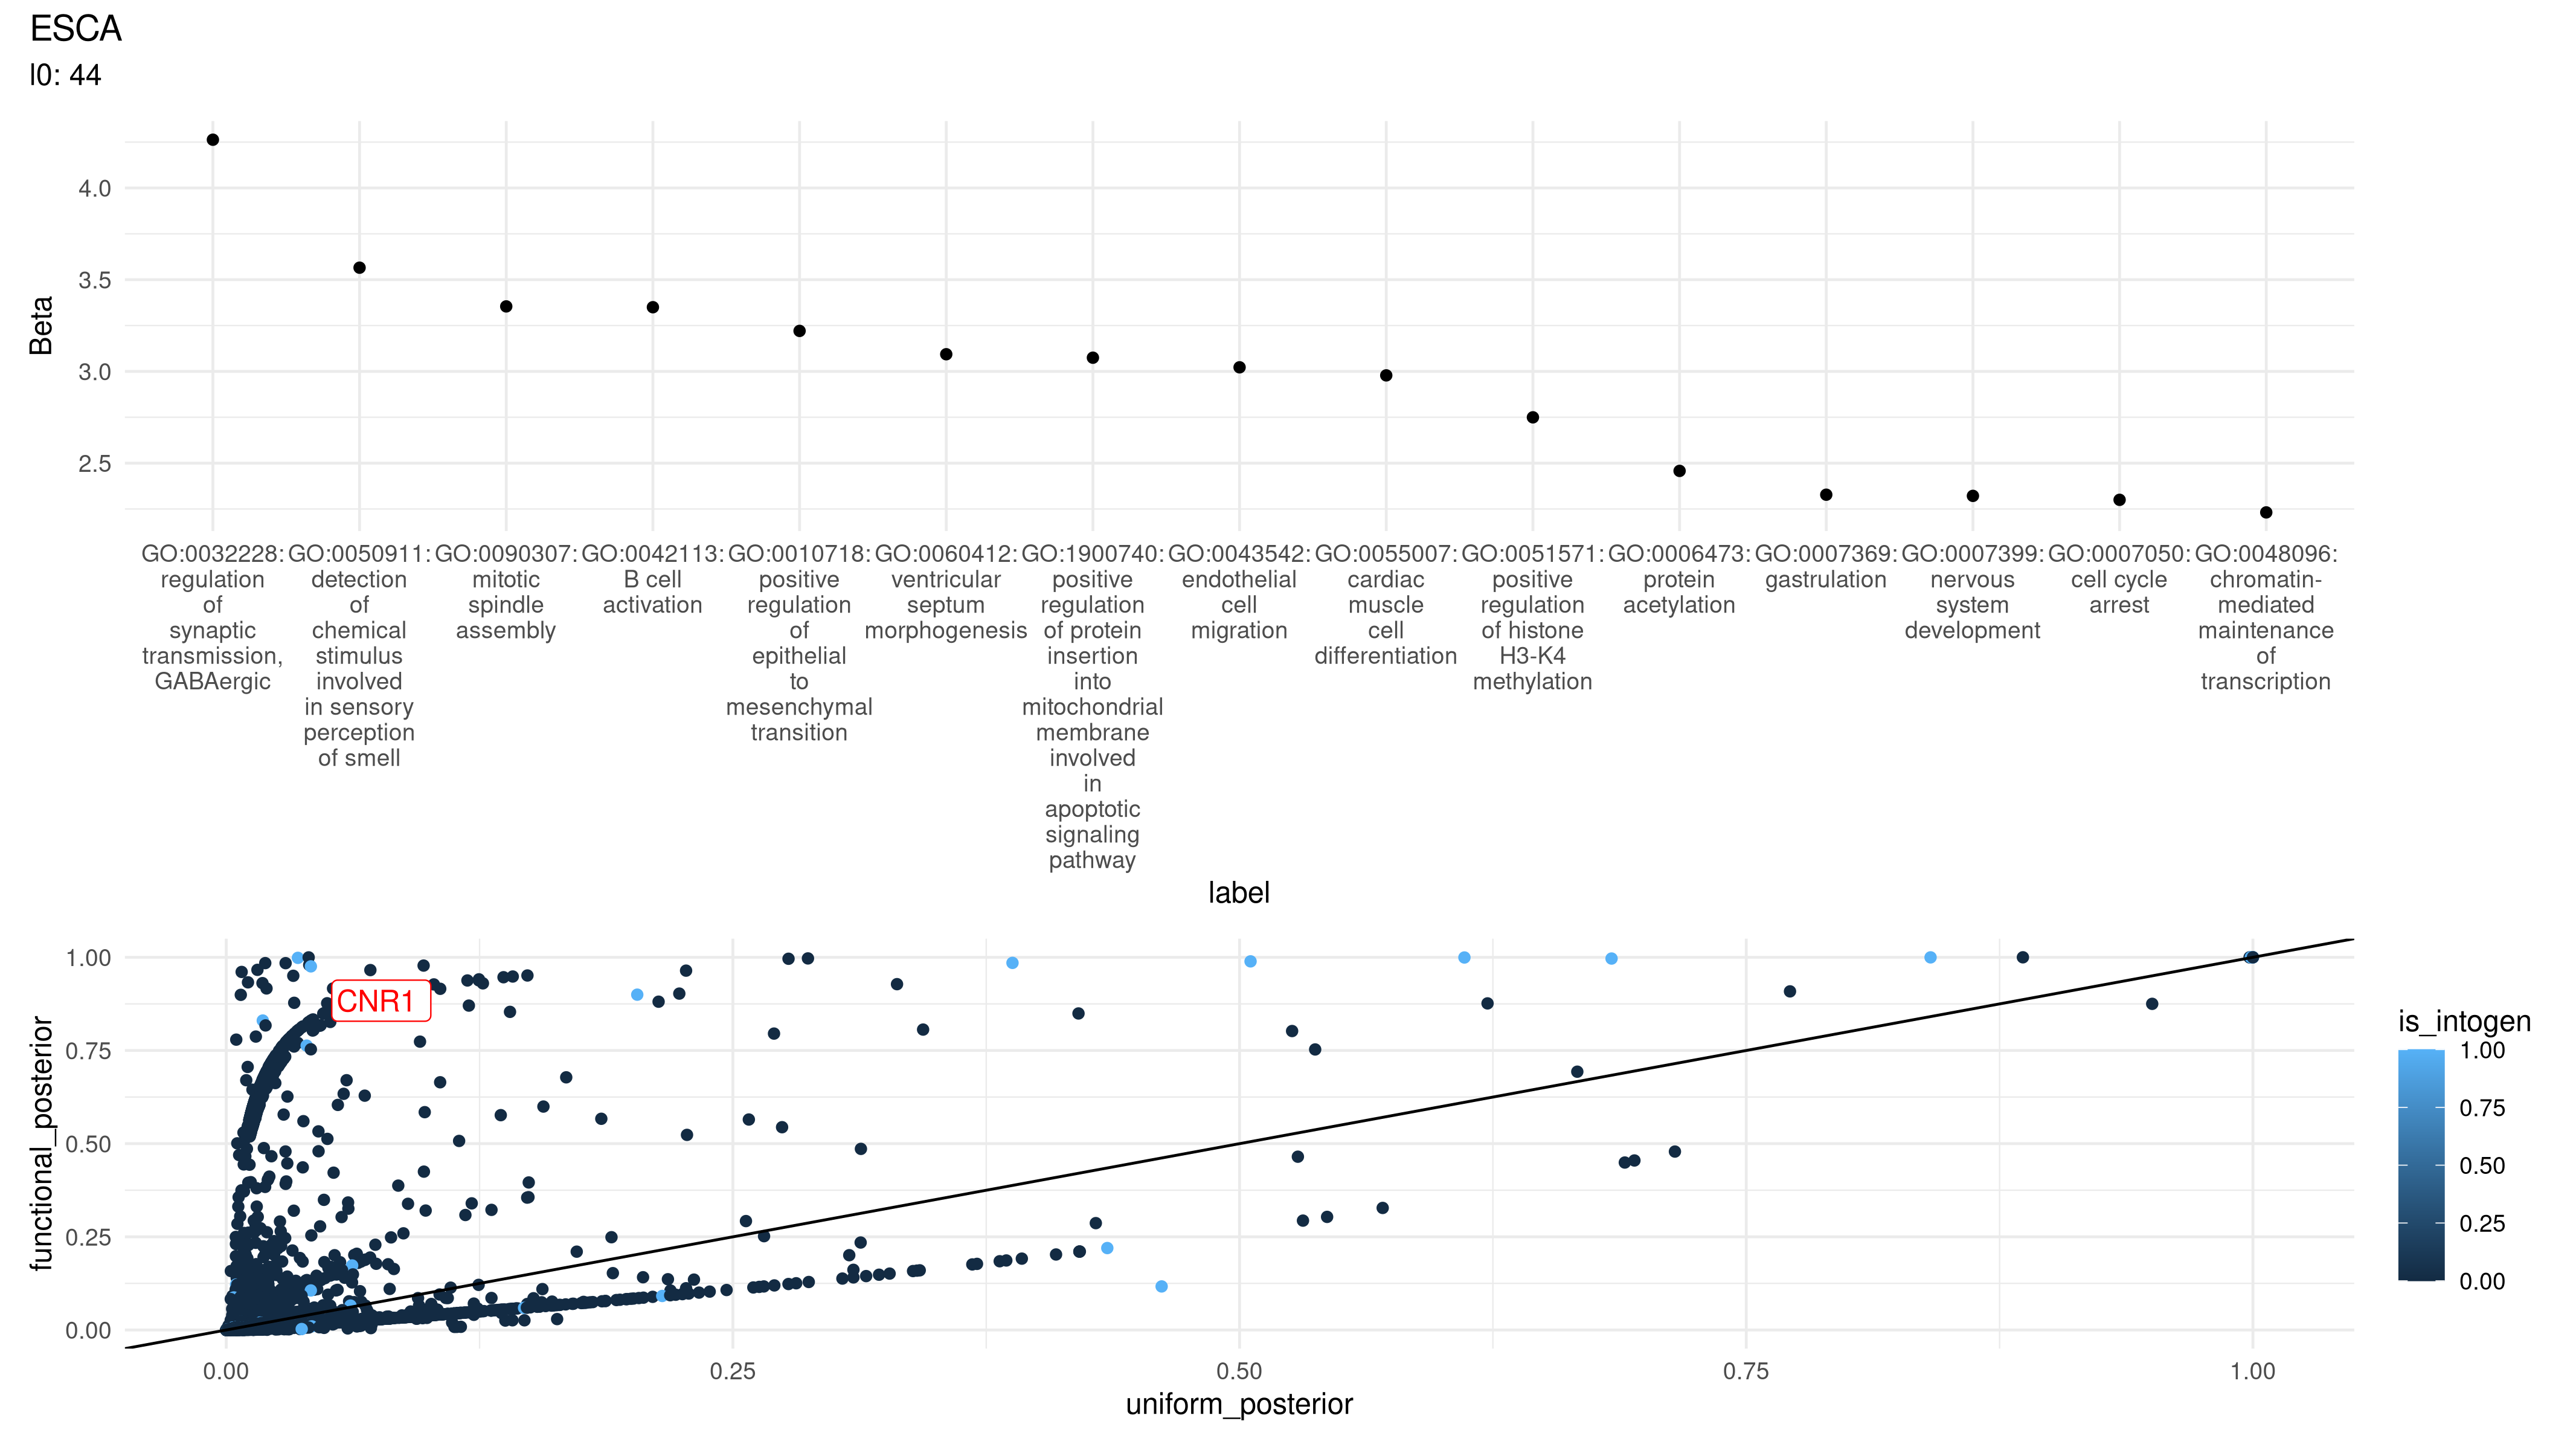 ESCA
l0: 44
Beta
4.0
3.5
3.0
2.5
GO:0032228:
regulation
of
synaptic
transmission,
GABAergic
GO:0050911:
detection
of
chemical
stimulus
involved
in sensory
perception
of smell
GO:0090307:
mitotic
spindle
assembly
GO:0042113:
B cell
activation
GO:0010718:
positive
regulation
of
epithelial
to
mesenchymal
transition
GO:0060412:
ventricular
septum
morphogenesis
GO:1900740:
positive
regulation
of protein
insertion
into
mitochondrial
membrane
involved
in
apoptotic
signaling
pathway
GO:0043542:
endothelial
cell
migration
GO:0055007:
cardiac
muscle
cell
differentiation
GO:0051571:
positive
regulation
of histone
H3-K4
methylation
GO:0006473:
protein
acetylation
GO:0007369:
gastrulation
GO:0007399:
nervous
system
development
GO:0007050:
cell cycle
arrest
GO:0048096:
chromatin-
mediated
maintenance
of
transcription
label
functional_posterior
1.00
0.75
0.50
0.25
0.00
CNR1
0.00
0.25
0.50
0.75
1.00
uniform_posterior
is_intogen
1.00
0.75
0.50
0.25
0.00